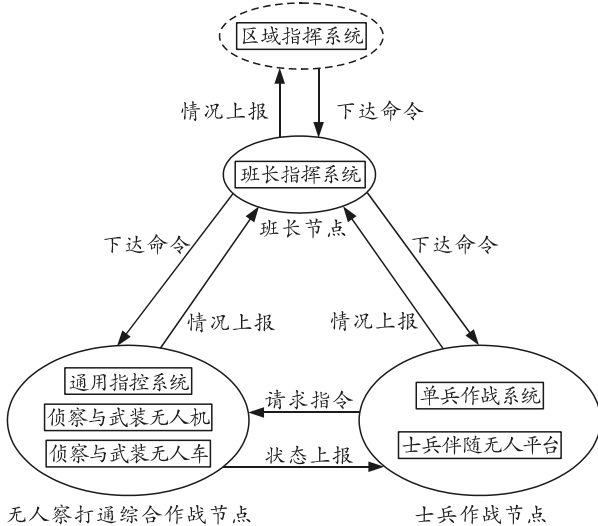 区域指挥系统
情况上报
下达命令
班长指挥系统
班长节点
下达命令
下达命令
情况上报
情况上报
通用指控系统
侦察与武装无人机
侦察与武装无人车
请求指令
状态上报
单兵作战系统
士兵伴随无人平台
无人察打通综合作战节点
士兵作战节点